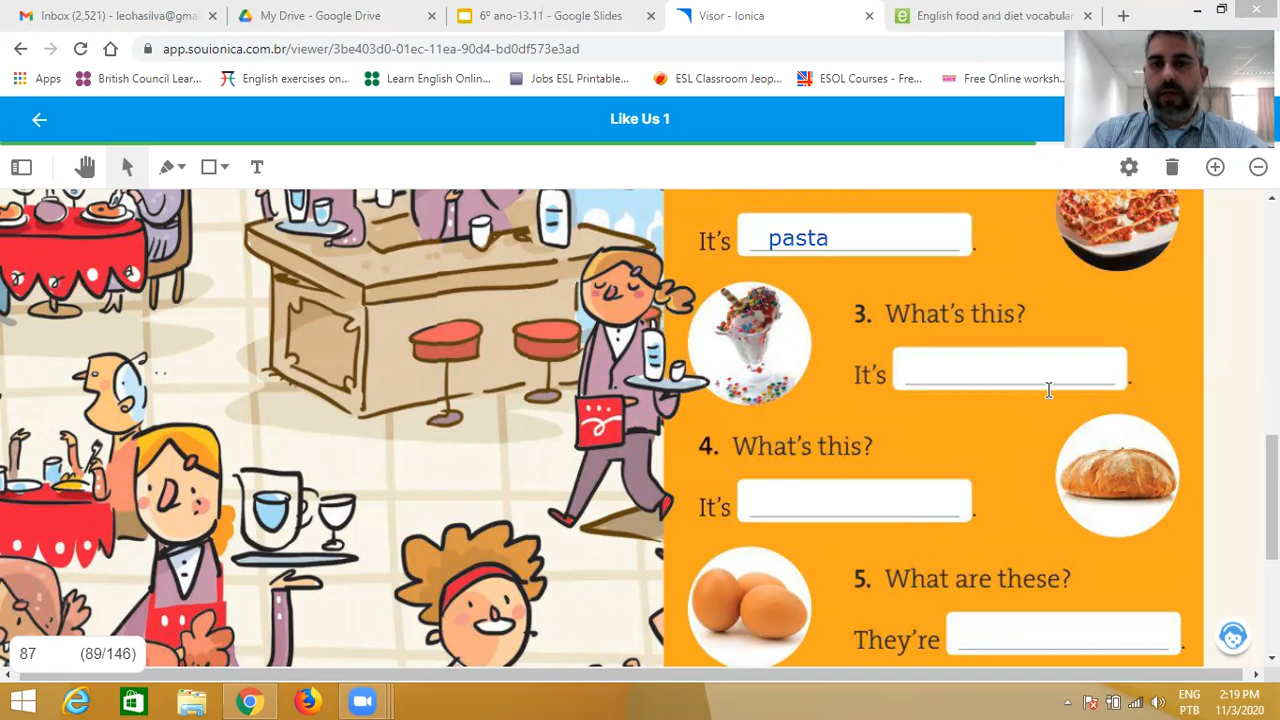 Inbox (2,521) - leohasilva@gma
My Drive - Google Drive
6º ano-13.11 - Google Slides
Visor - Ionica
English food and diet vocabular
app.souionica.com.br/viewer/3be403d0-01ec-11ea-90d4-bd0df573e3ad
Apps
British Council Lear...
English exercises on...
Learn English Onlin...
Jobs ESL Printable...
ESL Classroom Jeop...
ESOL Courses - Fre...
Free Online worksh...
Like Us 1
T
It's pasta.
3. What's this?
It's .
4. What's this?
It's .
5. What are these?
They're .
87 (89/146)
ENG
PTB
2:19 PM
11/3/2020